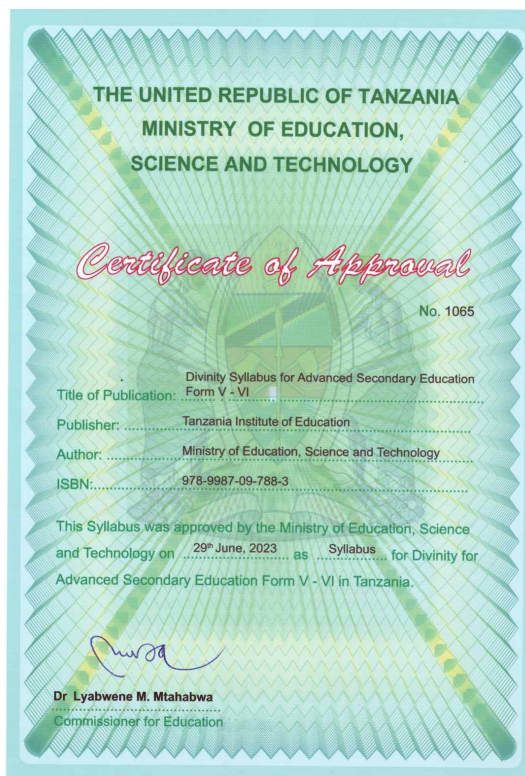 THE UNITED REPUBLIC OF TANZANIA
MINISTRY OF EDUCATION,
SCIENCE AND TECHNOLOGY
Certificate of Approval
No. 1065
Title of Publication: Divinity Syllabus for Advanced Secondary Education
Form V - VI
Publisher: Tanzania Institute of Education
Author: Ministry of Education, Science and Technology
ISBN: 978-9987-09-788-3
This Syllabus was approved by the Ministry of Education, Science
and Technology on 29th June, 2023 as Syllabus for Divinity for
Advanced Secondary Education Form V - VI in Tanzania.
Dr Lyabwene M. Mtahabwa
Commissioner for Education